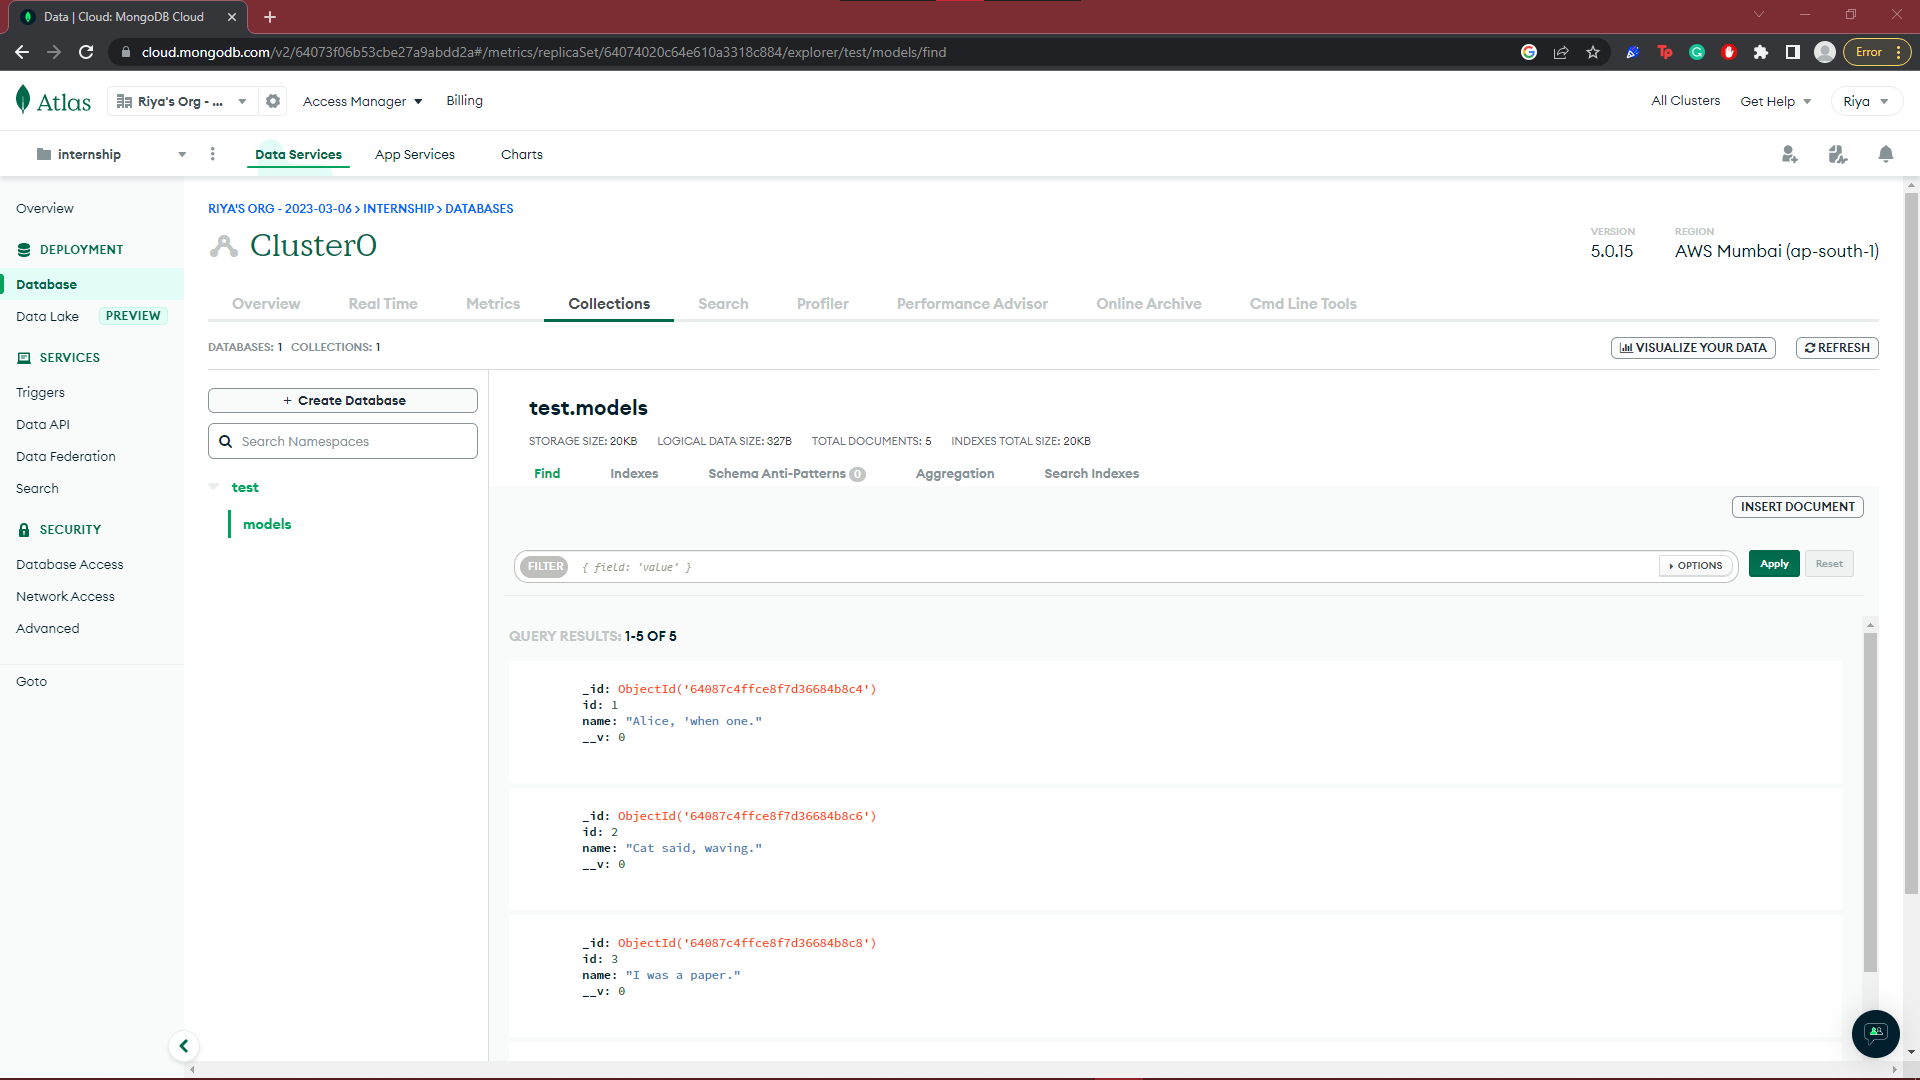 Data | Cloud: MongoDB Cloud
cloud.mongodb.com/v2/64073f06b53cbe27a9abdd2a#/metrics/replicaSet/64074020c64e610a3318c884/explorer/test/models/find
Error
Atlas
Riya's Org - ...
Access Manager
Billing
All Clusters
Get Help
Riya
internship
Data Services
App Services
Charts
Overview
DEPLOYMENT
Database
Data Lake PREVIEW
SERVICES
Triggers
Data API
Data Federation
Search
SECURITY
Database Access
Network Access
Advanced
Goto
RIYA'S ORG - 2023-03-06 > INTERNSHIP > DATABASES
Cluster0
VERSION
5.0.15
REGION
AWS Mumbai (ap-south-1)
Overview
Real Time
Metrics
Collections
Search
Profiler
Performance Advisor
Online Archive
Cmd Line Tools
DATABASES: 1 COLLECTIONS: 1
VISUALIZE YOUR DATA
REFRESH
+ Create Database
Search Namespaces
test
models
test.models
STORAGE SIZE: 20KB LOGICAL DATA SIZE: 327B TOTAL DOCUMENTS: 5 INDEXES TOTAL SIZE: 20KB
Find
Indexes
Schema Anti-Patterns 0
Aggregation
Search Indexes
INSERT DOCUMENT
FILTER { field: 'value' }
OPTIONS
Apply
Reset
QUERY RESULTS: 1-5 OF 5
_id: ObjectId('64087c4ffce8f7d36684b8c4')
id: 1
name: "Alice, 'when one."
__v: 0
_id: ObjectId('64087c4ffce8f7d36684b8c6')
id: 2
name: "Cat said, waving."
__v: 0
_id: ObjectId('64087c4ffce8f7d36684b8c8')
id: 3
name: "I was a paper."
__v: 0